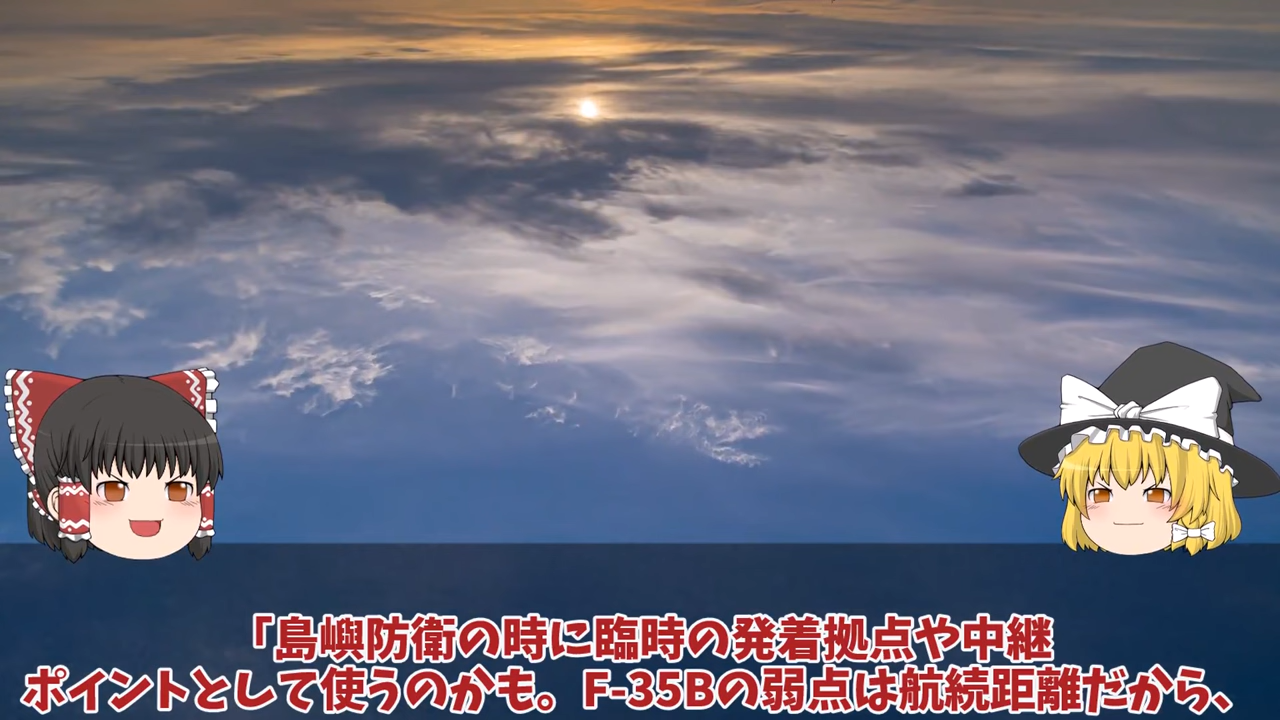 「島嶼防衛の時に臨時の発着拠点や中継
ポイントとして使うのかも。F-35Bの弱点は航続距離だから、